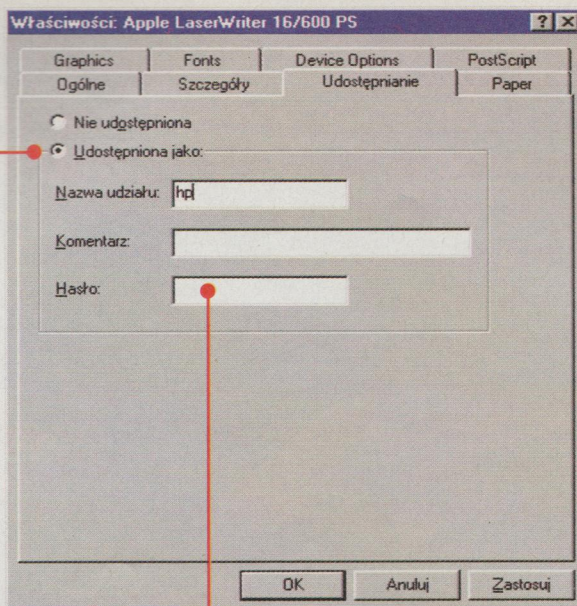 Właściwości: Apple LaserWriter 16/600 PS
Graphics Fonts Device Options PostScript
Ogólne Szczegóły Udostępnianie Paper
Nie udostępniona
Udostępniona jako:
Nazwa udziału: hp
Komentarz:
Hasło:
OK Anuluj Zastosuj